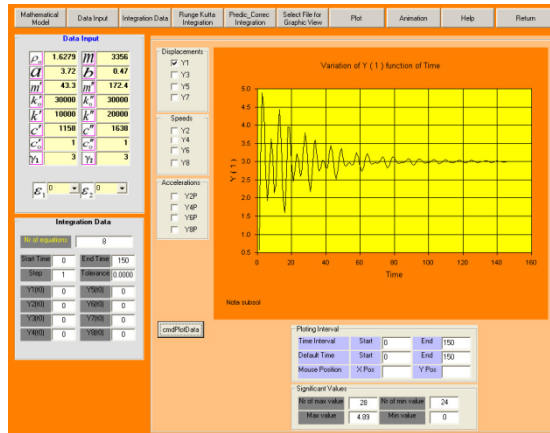 Mathematical Model
Data Input
Integration Data
Runge Kutta Integration
Predic_Correc Integration
Select File for Graphic View
Plot
Animation
Help
Return
Data Input
1.6279 m 3356
a 3.72 b 0.47
m' 43.3 m" 172.4
k'₀ 30000 k"₀ 30000
k' 10000 k" 20000
c' 1158 c" 1638
c'₀ 1 c"₀ 1
γ₁ 3 γ₂ 3
ε₁ 0 ε₂ 0
Integration Data
Nr of equations 8
Start Time 0 End Time 150
Step 1 Tolerance 0.0000
Y1(t0) 0 Y5(t0) 0
Y2(t0) 0 Y6(t0) 0
Y3(t0) 0 Y7(t0) 0
Y4(t0) 0 Y8(t0) 0
Displacements
Y1
Y3
Y5
Y7
Speeds
Y2
Y4
Y6
Y8
Accelerations
Y2P
Y4P
Y6P
Y8P
cmdPlotData
Variation of Y ( 1 ) function of Time
Y ( 1 )
5.0
4.5
4.0
3.5
3.0
2.5
2.0
1.5
1.0
0.5
0 20 40 60 80 100 120 140 160
Time
Nota subsol
Ploting Interval
Time Interval Start 0 End 150
Default Time Start 0 End 150
Mouse Position X Pos Y Pos
Significant Values
Nr of max value 28 Nr of min value 24
Max value 4.89 Min value 0